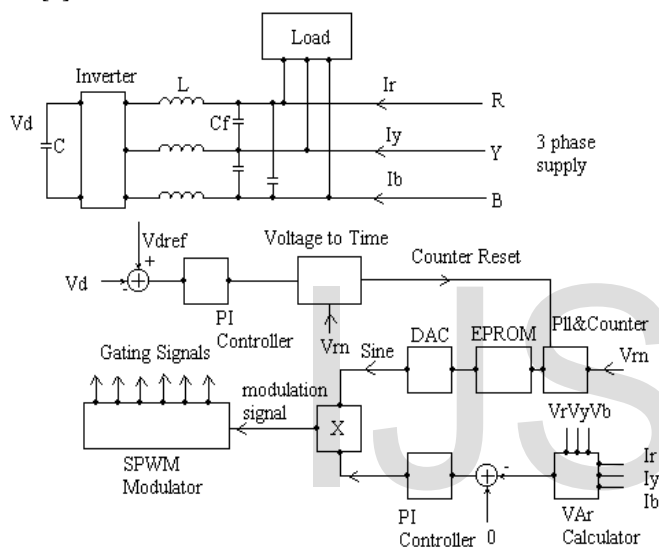 Load
Inverter
L
Ir
R
Vd
C
Cf
Iy
Y
3 phase
supply
Ib
B
Vdref
+
Voltage to Time
Counter Reset
Vd
-
+
PI
Controller
Vrn
DAC
EPROM
Pll&Counter
Sine
Vrn
Gating Signals
modulation
signal
VrVyVb
X
SPWM
Modulator
PI
Controller
+
-
0
Ir
Iy
Ib
VAr
Calculator
IJS